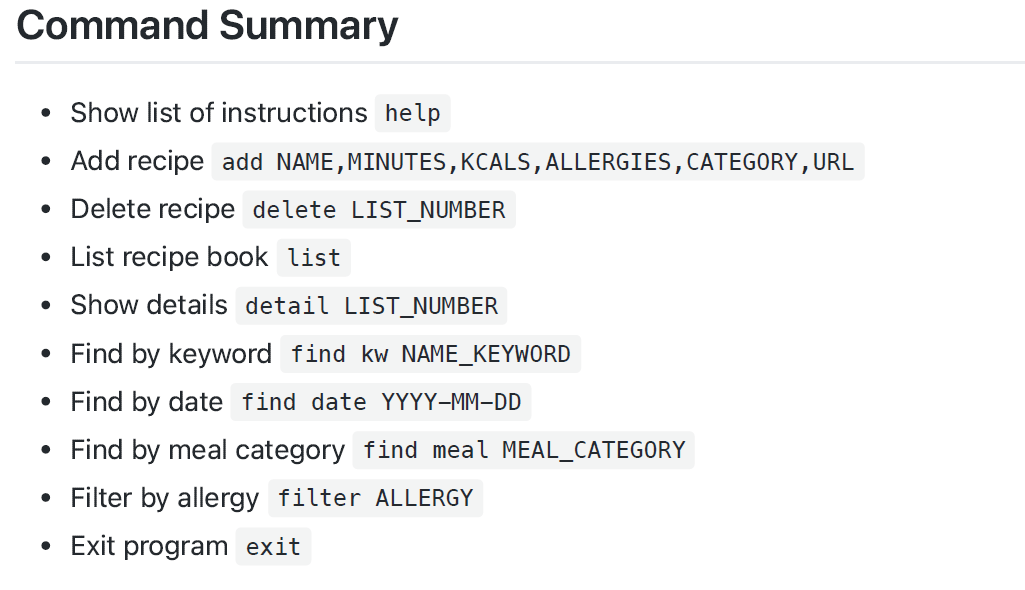 Command Summary
• Show list of instructions help
• Add recipe add NAME,MINUTES,KCALS,ALLERGIES,CATEGORY,URL
• Delete recipe delete LIST_NUMBER
• List recipe book list
• Show details detail LIST_NUMBER
• Find by keyword find kw NAME_KEYWORD
• Find by date find date YYYY-MM-DD
• Find by meal category find meal MEAL_CATEGORY
• Filter by allergy filter ALLERGY
• Exit program exit